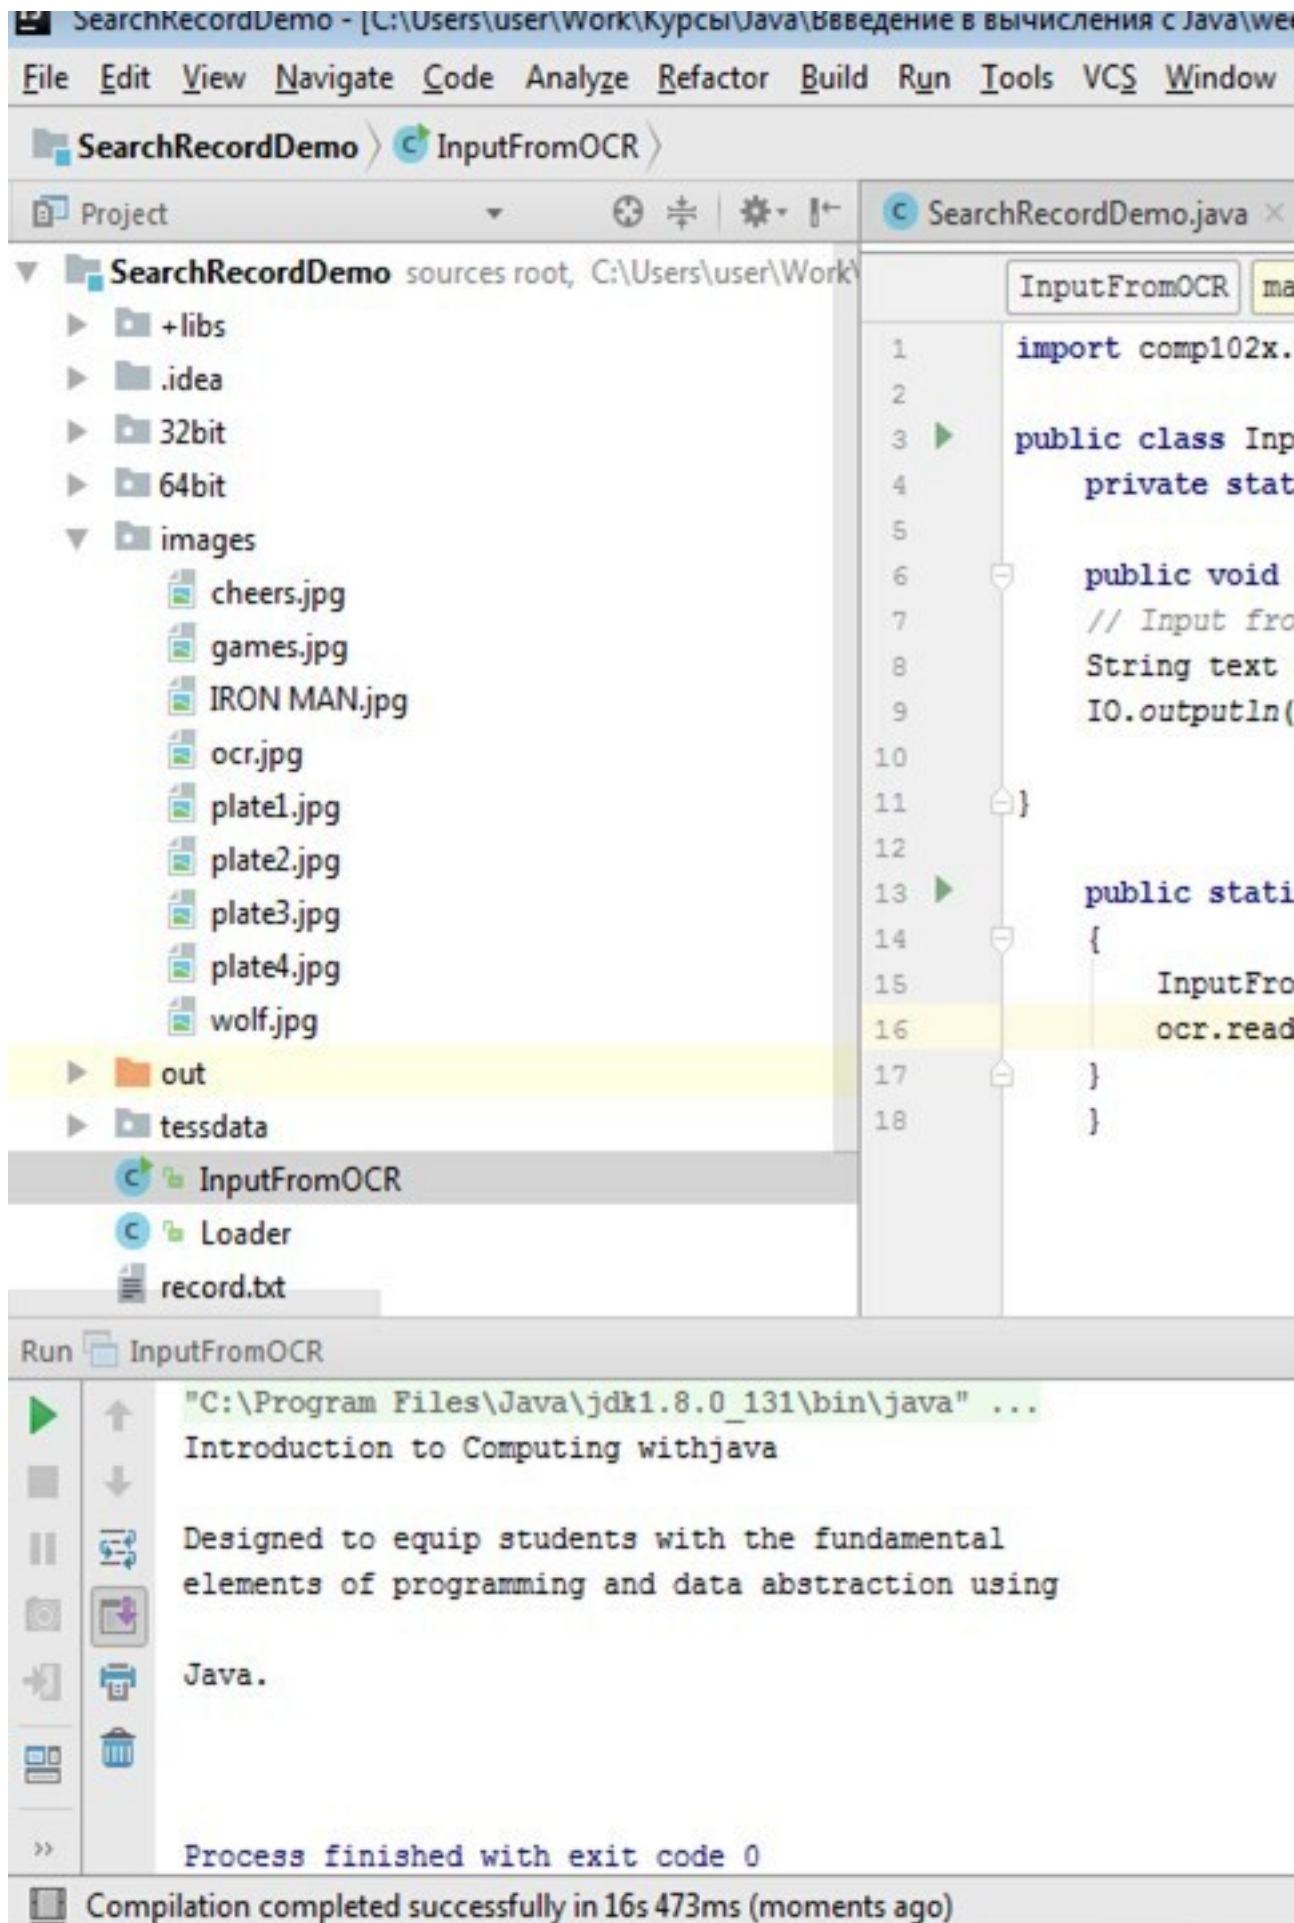 SearchRecordDemo - [C:\Users\user\Work\Курсы\Java\Ввведение в вычисления с Java\wee
File Edit View Navigate Code Analyze Refactor Build Run Tools VCS Window
SearchRecordDemo InputFromOCR
Project
SearchRecordDemo.java
SearchRecordDemo sources root, C:\Users\user\Work\
+libs
.idea
32bit
64bit
images
cheers.jpg
games.jpg
IRON MAN.jpg
ocr.jpg
plate1.jpg
plate2.jpg
plate3.jpg
plate4.jpg
wolf.jpg
out
tessdata
InputFromOCR
Loader
record.txt
InputFromOCR ma
1 import comp102x.
2
3 public class Inp
4 private stat
5
6 public void
7 // Input fro
8 String text
9 IO.outputln(
10
11 }
12
13 public stati
14 {
15 InputFro
16 ocr.read
17 }
18 }
Run InputFromOCR
"C:\Program Files\Java\jdk1.8.0_131\bin\java" ...
Introduction to Computing withjava
Designed to equip students with the fundamental
elements of programming and data abstraction using
Java.
Process finished with exit code 0
Compilation completed successfully in 16s 473ms (moments ago)